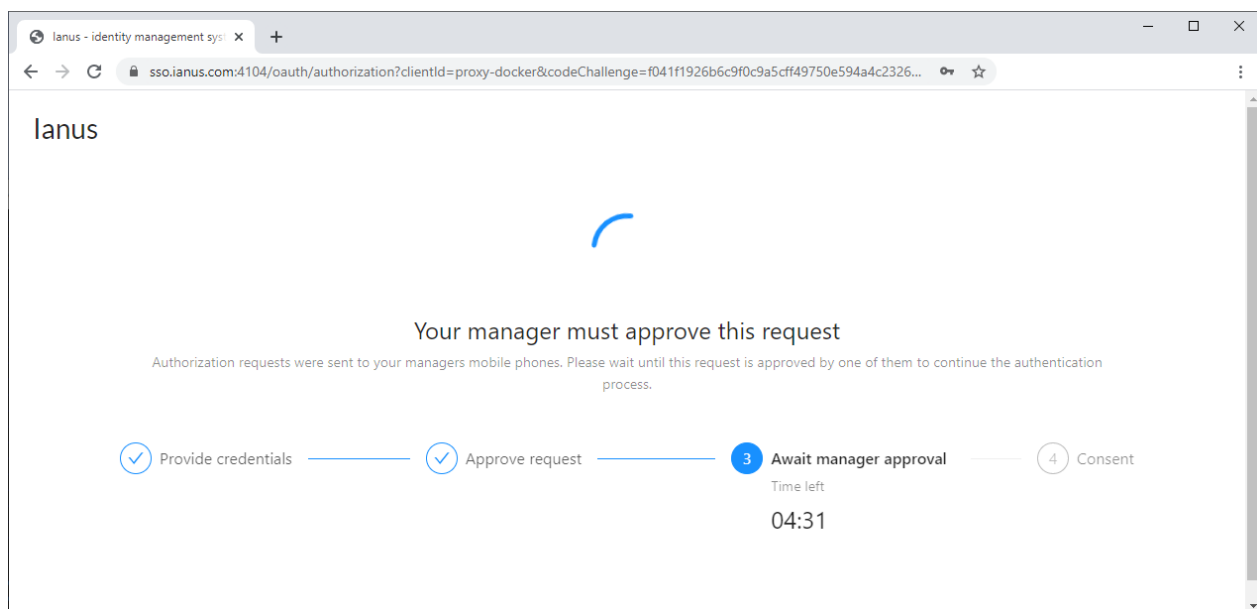 Ianus - identity management syst
sso.ianus.com:4104/oauth/authorization?clientId=proxy-docker&codeChallenge=f041f1926b6c9f0c9a5cff49750e594a4c2326...
Ianus
Your manager must approve this request
Authorization requests were sent to your managers mobile phones. Please wait until this request is approved by one of them to continue the authentication
process.
Provide credentials
Approve request
3 Await manager approval
4 Consent
Time left
04:31